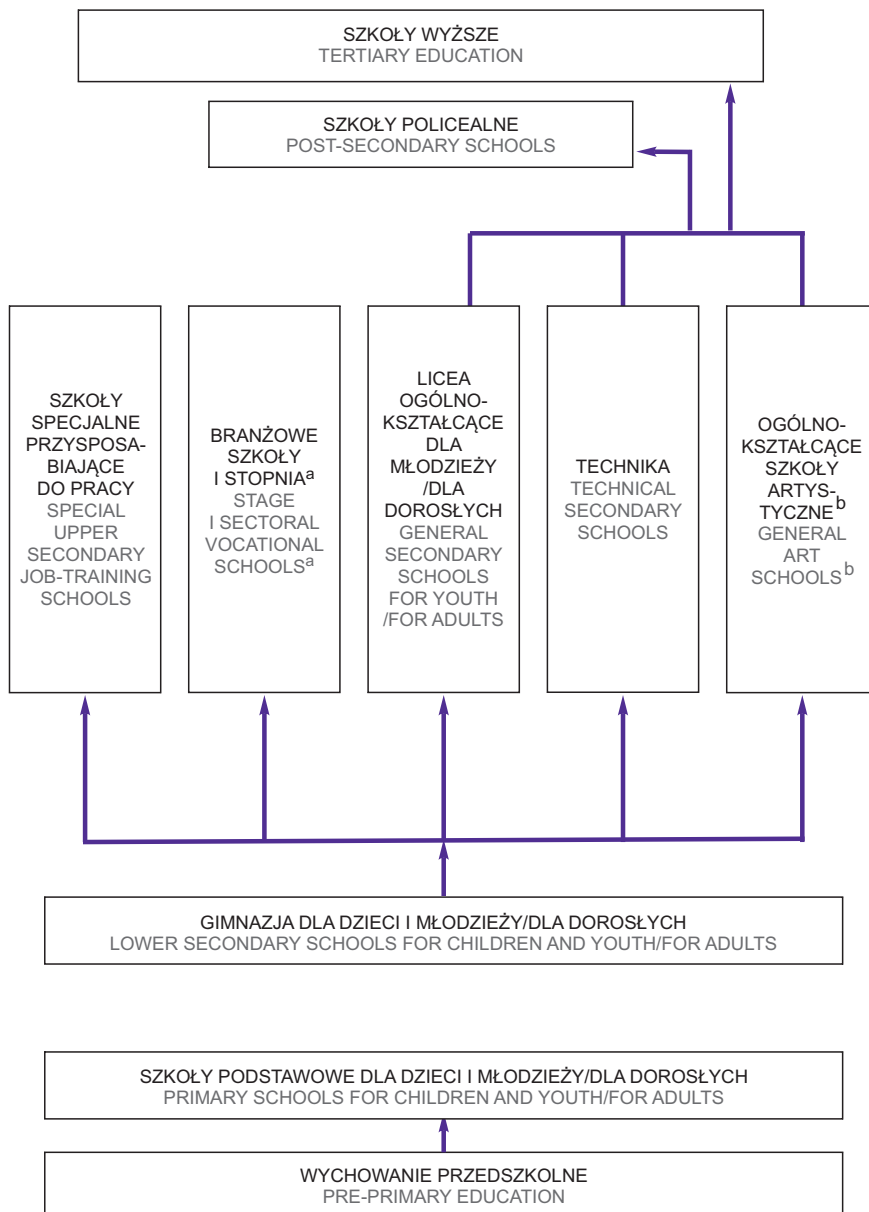 SZKOŁY WYŻSZE
TERTIARY EDUCATION
SZKOŁY POLICEALNE
POST-SECONDARY SCHOOLS
SZKOŁY
SPECJALNE
PRZYSPOSA-
BIAJĄCE
DO PRACY
SPECIAL
UPPER
SECONDARY
JOB-TRAINING
SCHOOLS
BRANŻOWE
SZKOŁY
I STOPNIAᵃ
STAGE
I SECTORAL
VOCATIONAL
SCHOOLSᵃ
LICEA
OGÓLNO-
KSZTAŁCĄCE
DLA
MŁODZIEŻY
/DLA
DOROSŁYCH
GENERAL
SECONDARY
SCHOOLS
FOR YOUTH
/FOR ADULTS
TECHNIKA
TECHNICAL
SECONDARY
SCHOOLS
OGÓLNO-
KSZTAŁCĄCE
SZKOŁY
ARTYS-
TYCZNEᵇ
GENERAL
ART
SCHOOLSᵇ
GIMNAZJA DLA DZIECI I MŁODZIEŻY/DLA DOROSŁYCH
LOWER SECONDARY SCHOOLS FOR CHILDREN AND YOUTH/FOR ADULTS
SZKOŁY PODSTAWOWE DLA DZIECI I MŁODZIEŻY/DLA DOROSŁYCH
PRIMARY SCHOOLS FOR CHILDREN AND YOUTH/FOR ADULTS
WYCHOWANIE PRZEDSZKOLNE
PRE-PRIMARY EDUCATION